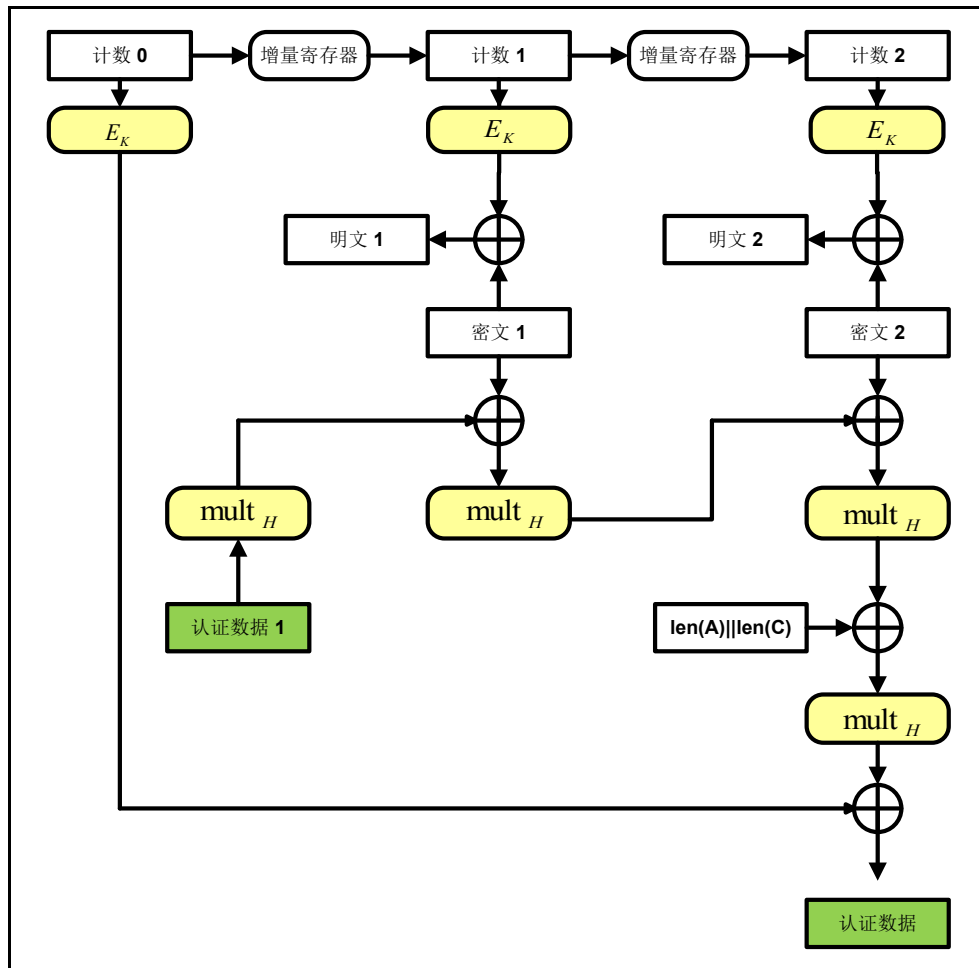 计数 0
增量寄存器
计数 1
增量寄存器
计数 2
E_K
E_K
E_K
明文 1
明文 2
密文 1
密文 2
mult_H
mult_H
mult_H
认证数据 1
len(A)||len(C)
mult_H
认证数据